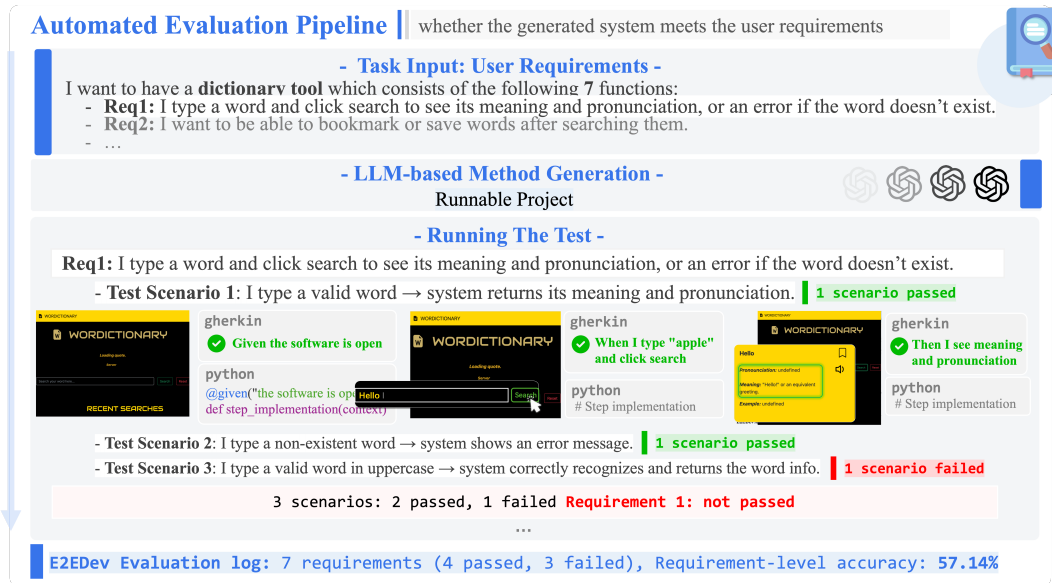 Automated Evaluation Pipeline
whether the generated system meets the user requirements
- Task Input: User Requirements -
I want to have a dictionary tool which consists of the following 7 functions:
- Req1: I type a word and click search to see its meaning and pronunciation, or an error if the word doesn't exist.
- Req2: I want to be able to bookmark or save words after searching them.
- ...
- LLM-based Method Generation -
Runnable Project
- Running The Test -
Req1: I type a word and click search to see its meaning and pronunciation, or an error if the word doesn't exist.
- Test Scenario 1: I type a valid word → system returns its meaning and pronunciation.
1 scenario passed
WORDICTIONARY
WORDICTIONARY
Loading quote.
Search
RECENT SEARCHES
gherkin
Given the software is open
python
@given("the software is ope
def step_implementation(context)
WORDICTIONARY
WORDICTIONARY
Loading quote.
Hello
Search
gherkin
When I type "apple"
and click search
python
# Step implementation
WORDICTIONARY
WORDICTIONARY
Hello
Pronunciation: undefined
Meaning: "Hello" or an equivalent
greeting.
Example: undefined
gherkin
Then I see meaning
and pronunciation
python
# Step implementation
- Test Scenario 2: I type a non-existent word → system shows an error message.
1 scenario passed
- Test Scenario 3: I type a valid word in uppercase → system correctly recognizes and returns the word info.
1 scenario failed
3 scenarios: 2 passed, 1 failed Requirement 1: not passed
...
E2EDev Evaluation log: 7 requirements (4 passed, 3 failed), Requirement-level accuracy: 57.14%